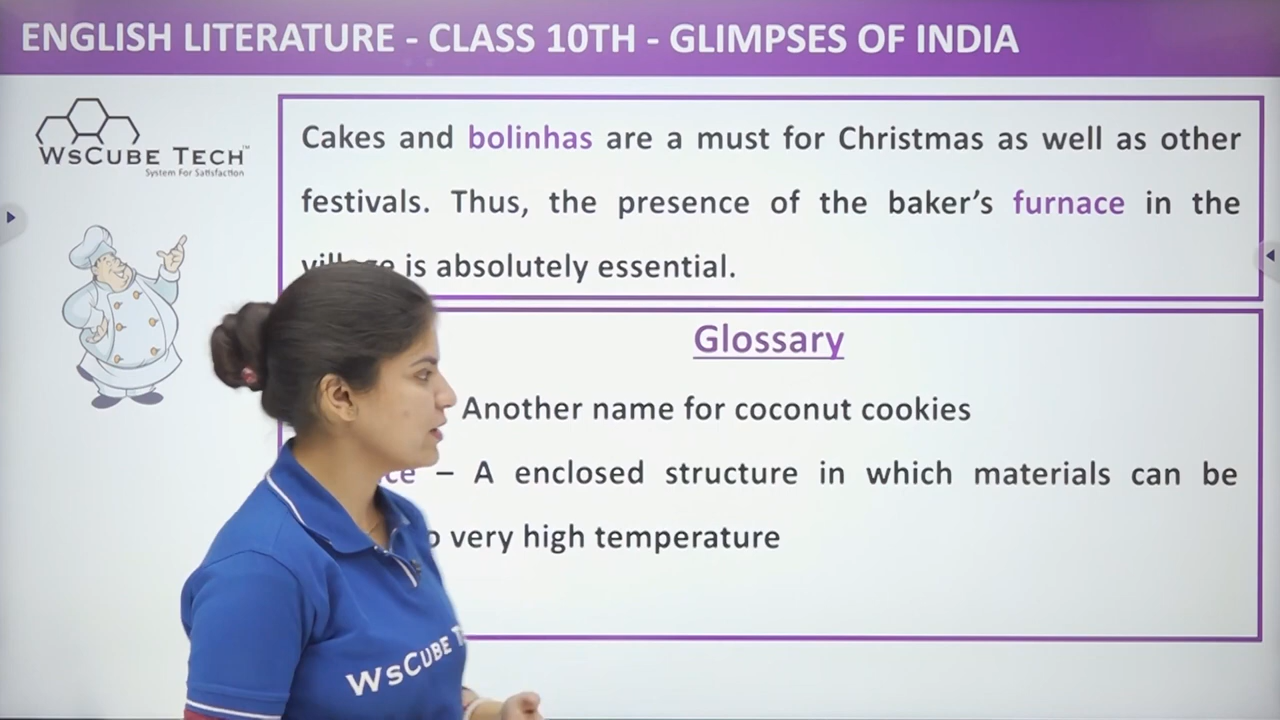 ENGLISH LITERATURE - CLASS 10TH - GLIMPSES OF INDIA
WSCUBE TECH™
System For Satisfaction
Cakes and bolinhas are a must for Christmas as well as other
festivals. Thus, the presence of the baker's furnace in the
is absolutely essential.
Glossary
Another name for coconut cookies
– A enclosed structure in which materials can be
very high temperature
WSCUBE